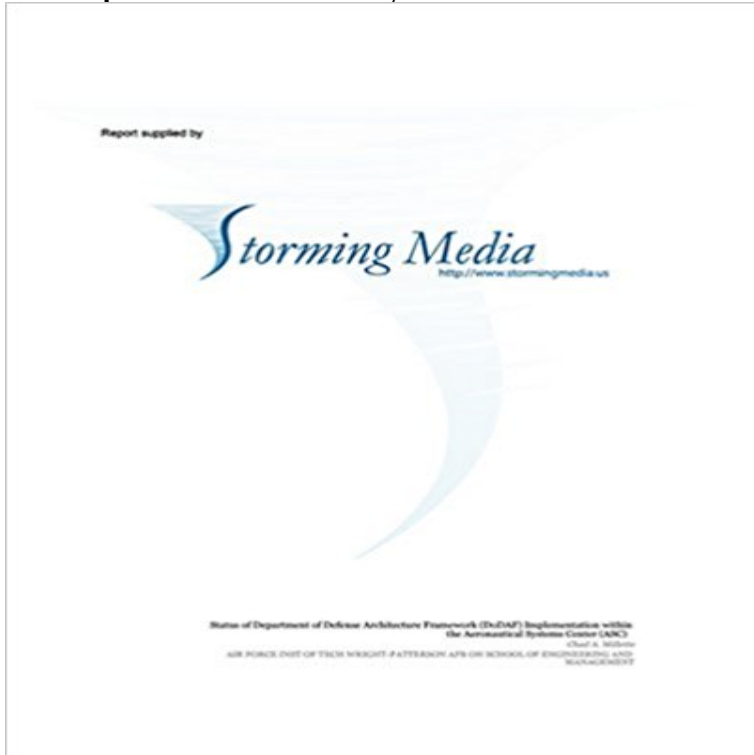 Report supplied by
Storming Media
http://www.stormingmedia.us
Status of Department of Defense Architecture Framework (DoDAF) Implementation within
the Aeronautical Systems Center (ASC)
Chad A. Millette
AIR FORCE INST OF TECH WRIGHT-PATTERSON AFB OH SCHOOL OF ENGINEERING AND
MANAGEMENT